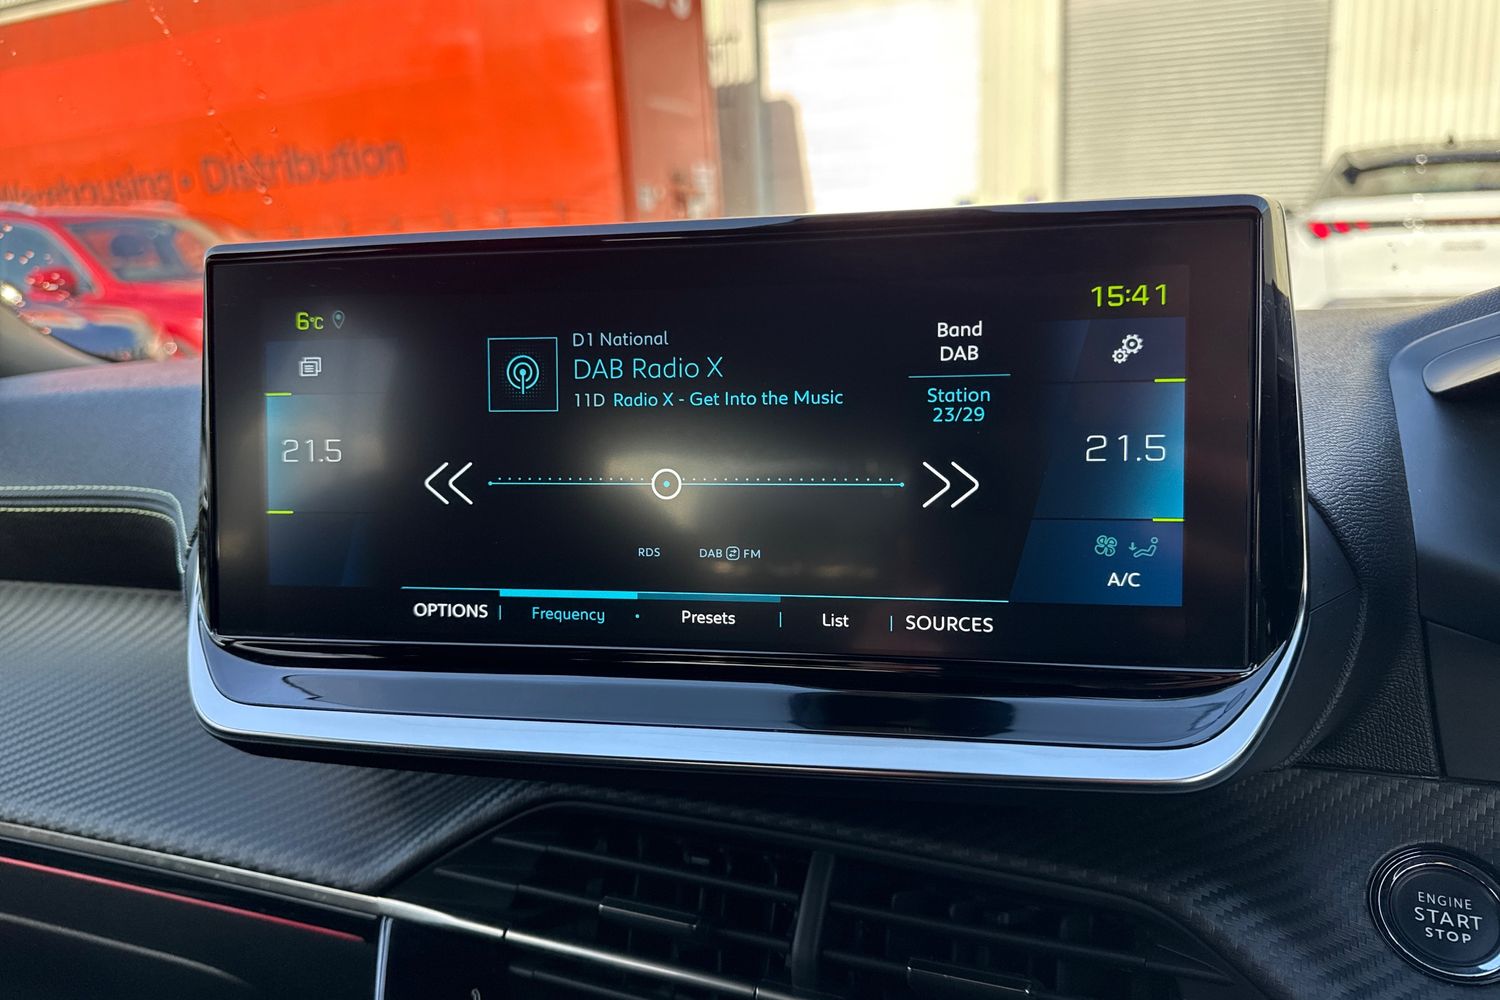 Warehousing • Distribution
6°C
15:41
D1 National
DAB Radio X
11D Radio X - Get Into the Music
Band
DAB
Station
23/29
21.5
21.5
RDS
DAB FM
A/C
OPTIONS | Frequency • Presets | List | SOURCES
ENGINE
START
STOP